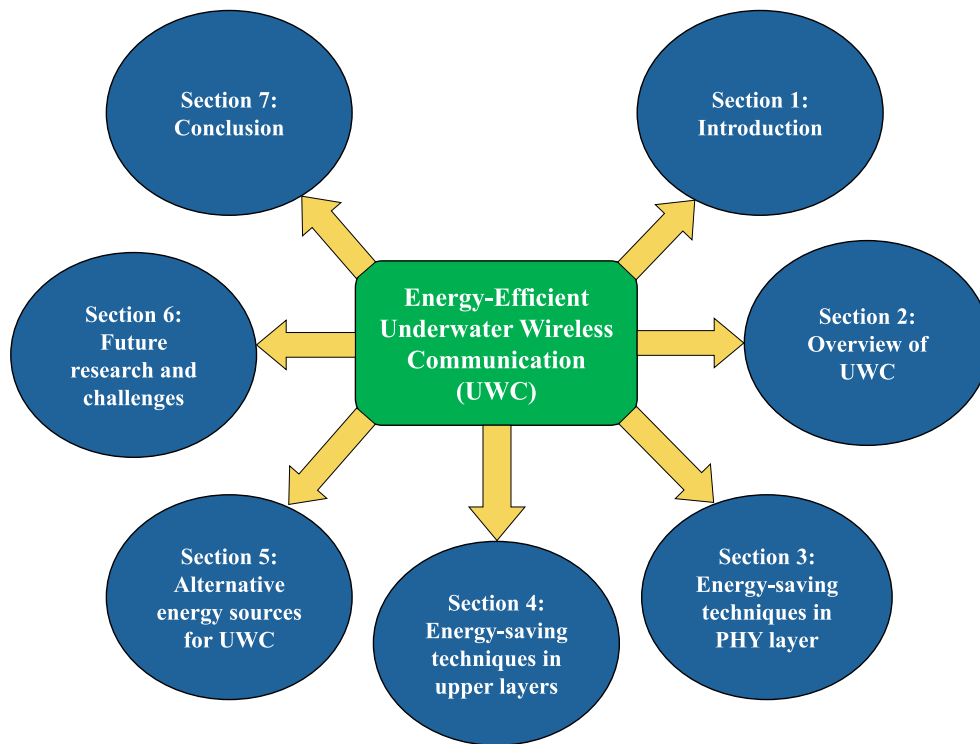 Section 7:
Conclusion
Section 1:
Introduction
Energy-Efficient
Underwater Wireless
Communication
(UWC)
Section 6:
Future
research and
challenges
Section 2:
Overview of
UWC
Section 5:
Alternative
energy sources
for UWC
Section 4:
Energy-saving
techniques in
upper layers
Section 3:
Energy-saving
techniques in
PHY layer